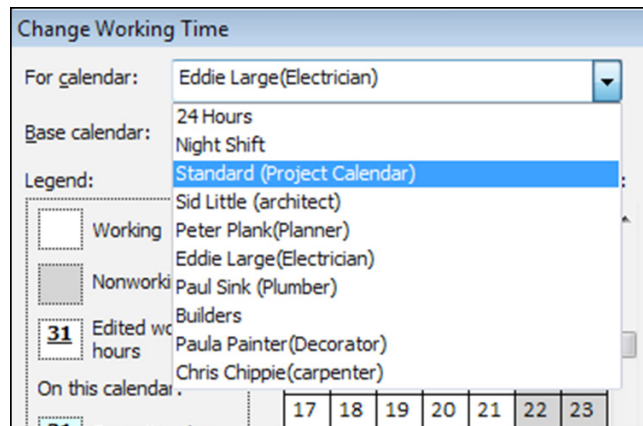 Change Working Time
For calendar: Eddie Large(Electrician)
Base calendar:
24 Hours
Night Shift
Standard (Project Calendar)
Sid Little (architect)
Peter Plank(Planner)
Eddie Large(Electrician)
Paul Sink (Plumber)
Builders
Paula Painter(Decorator)
Chris Chippie(carpenter)
Legend:
Working
Nonworki
31 Edited wo
hours
On this calendar:
17 18 19 20 21 22 23